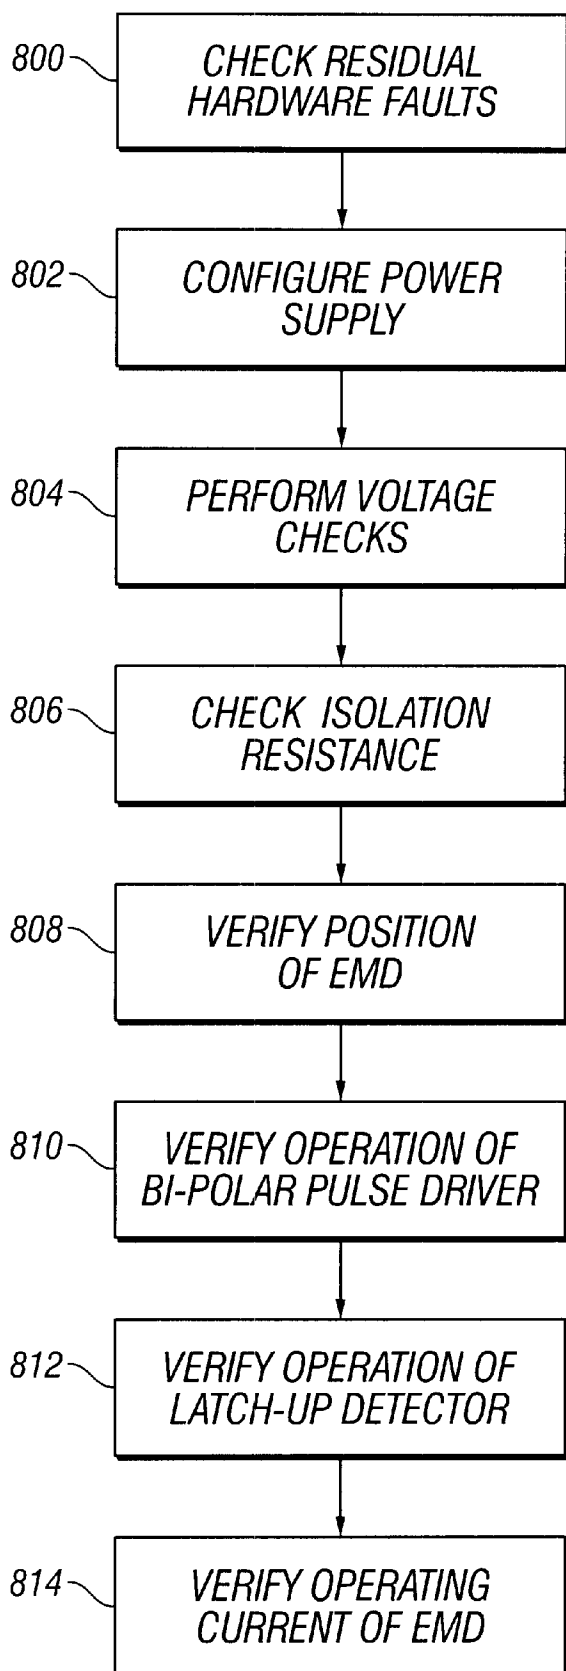 800
CHECK RESIDUAL
HARDWARE FAULTS
802
CONFIGURE POWER
SUPPLY
804
PERFORM VOLTAGE
CHECKS
806
CHECK ISOLATION
RESISTANCE
808
VERIFY POSITION
OF EMD
810
VERIFY OPERATION OF
BI-POLAR PULSE DRIVER
812
VERIFY OPERATION OF
LATCH-UP DETECTOR
814
VERIFY OPERATING
CURRENT OF EMD